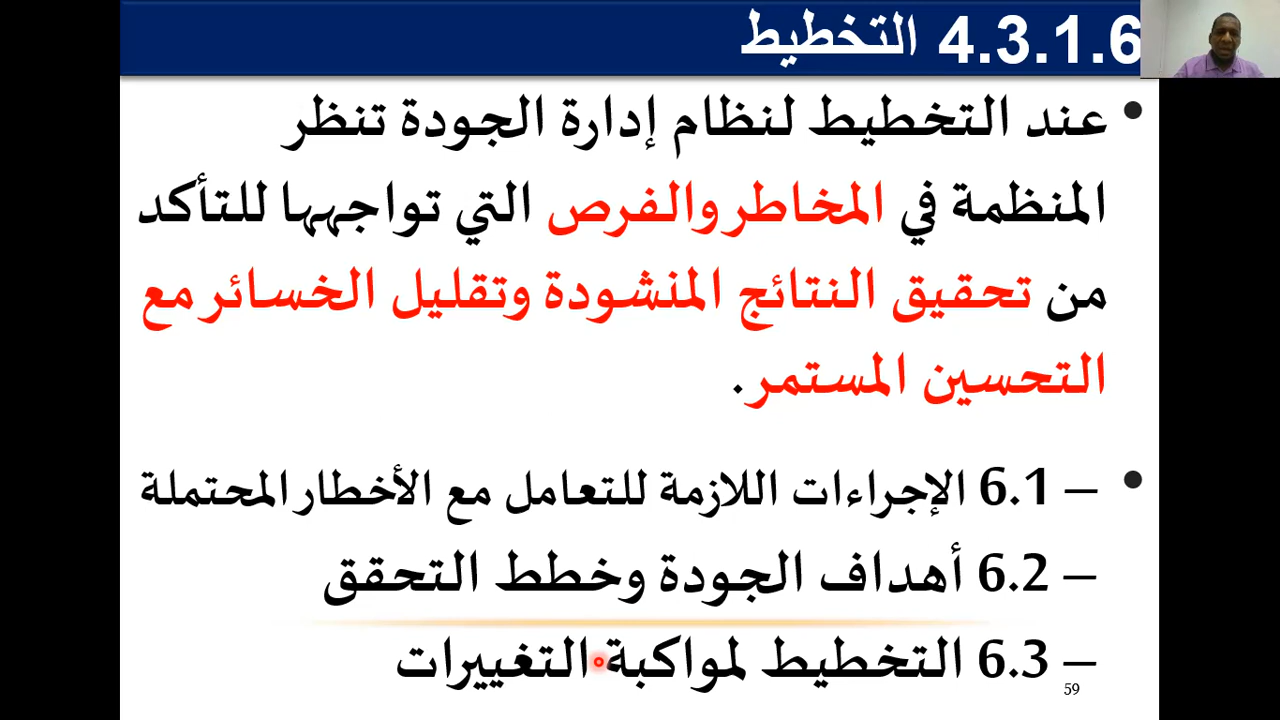 4.3.1.6 التخطيط
• عند التخطيط لنظام إدارة الجودة تنظر
المنظمة في المخاطر والفرص التي تواجهها للتأكد
من تحقيق النتائج المنشودة وتقليل الخسائر مع
التحسين المستمر.
• – 6.1 الإجراءات اللازمة للتعامل مع الأخطار المحتملة
– 6.2 أهداف الجودة وخطط التحقق
– 6.3 التخطيط لمواكبة التغييرات
59